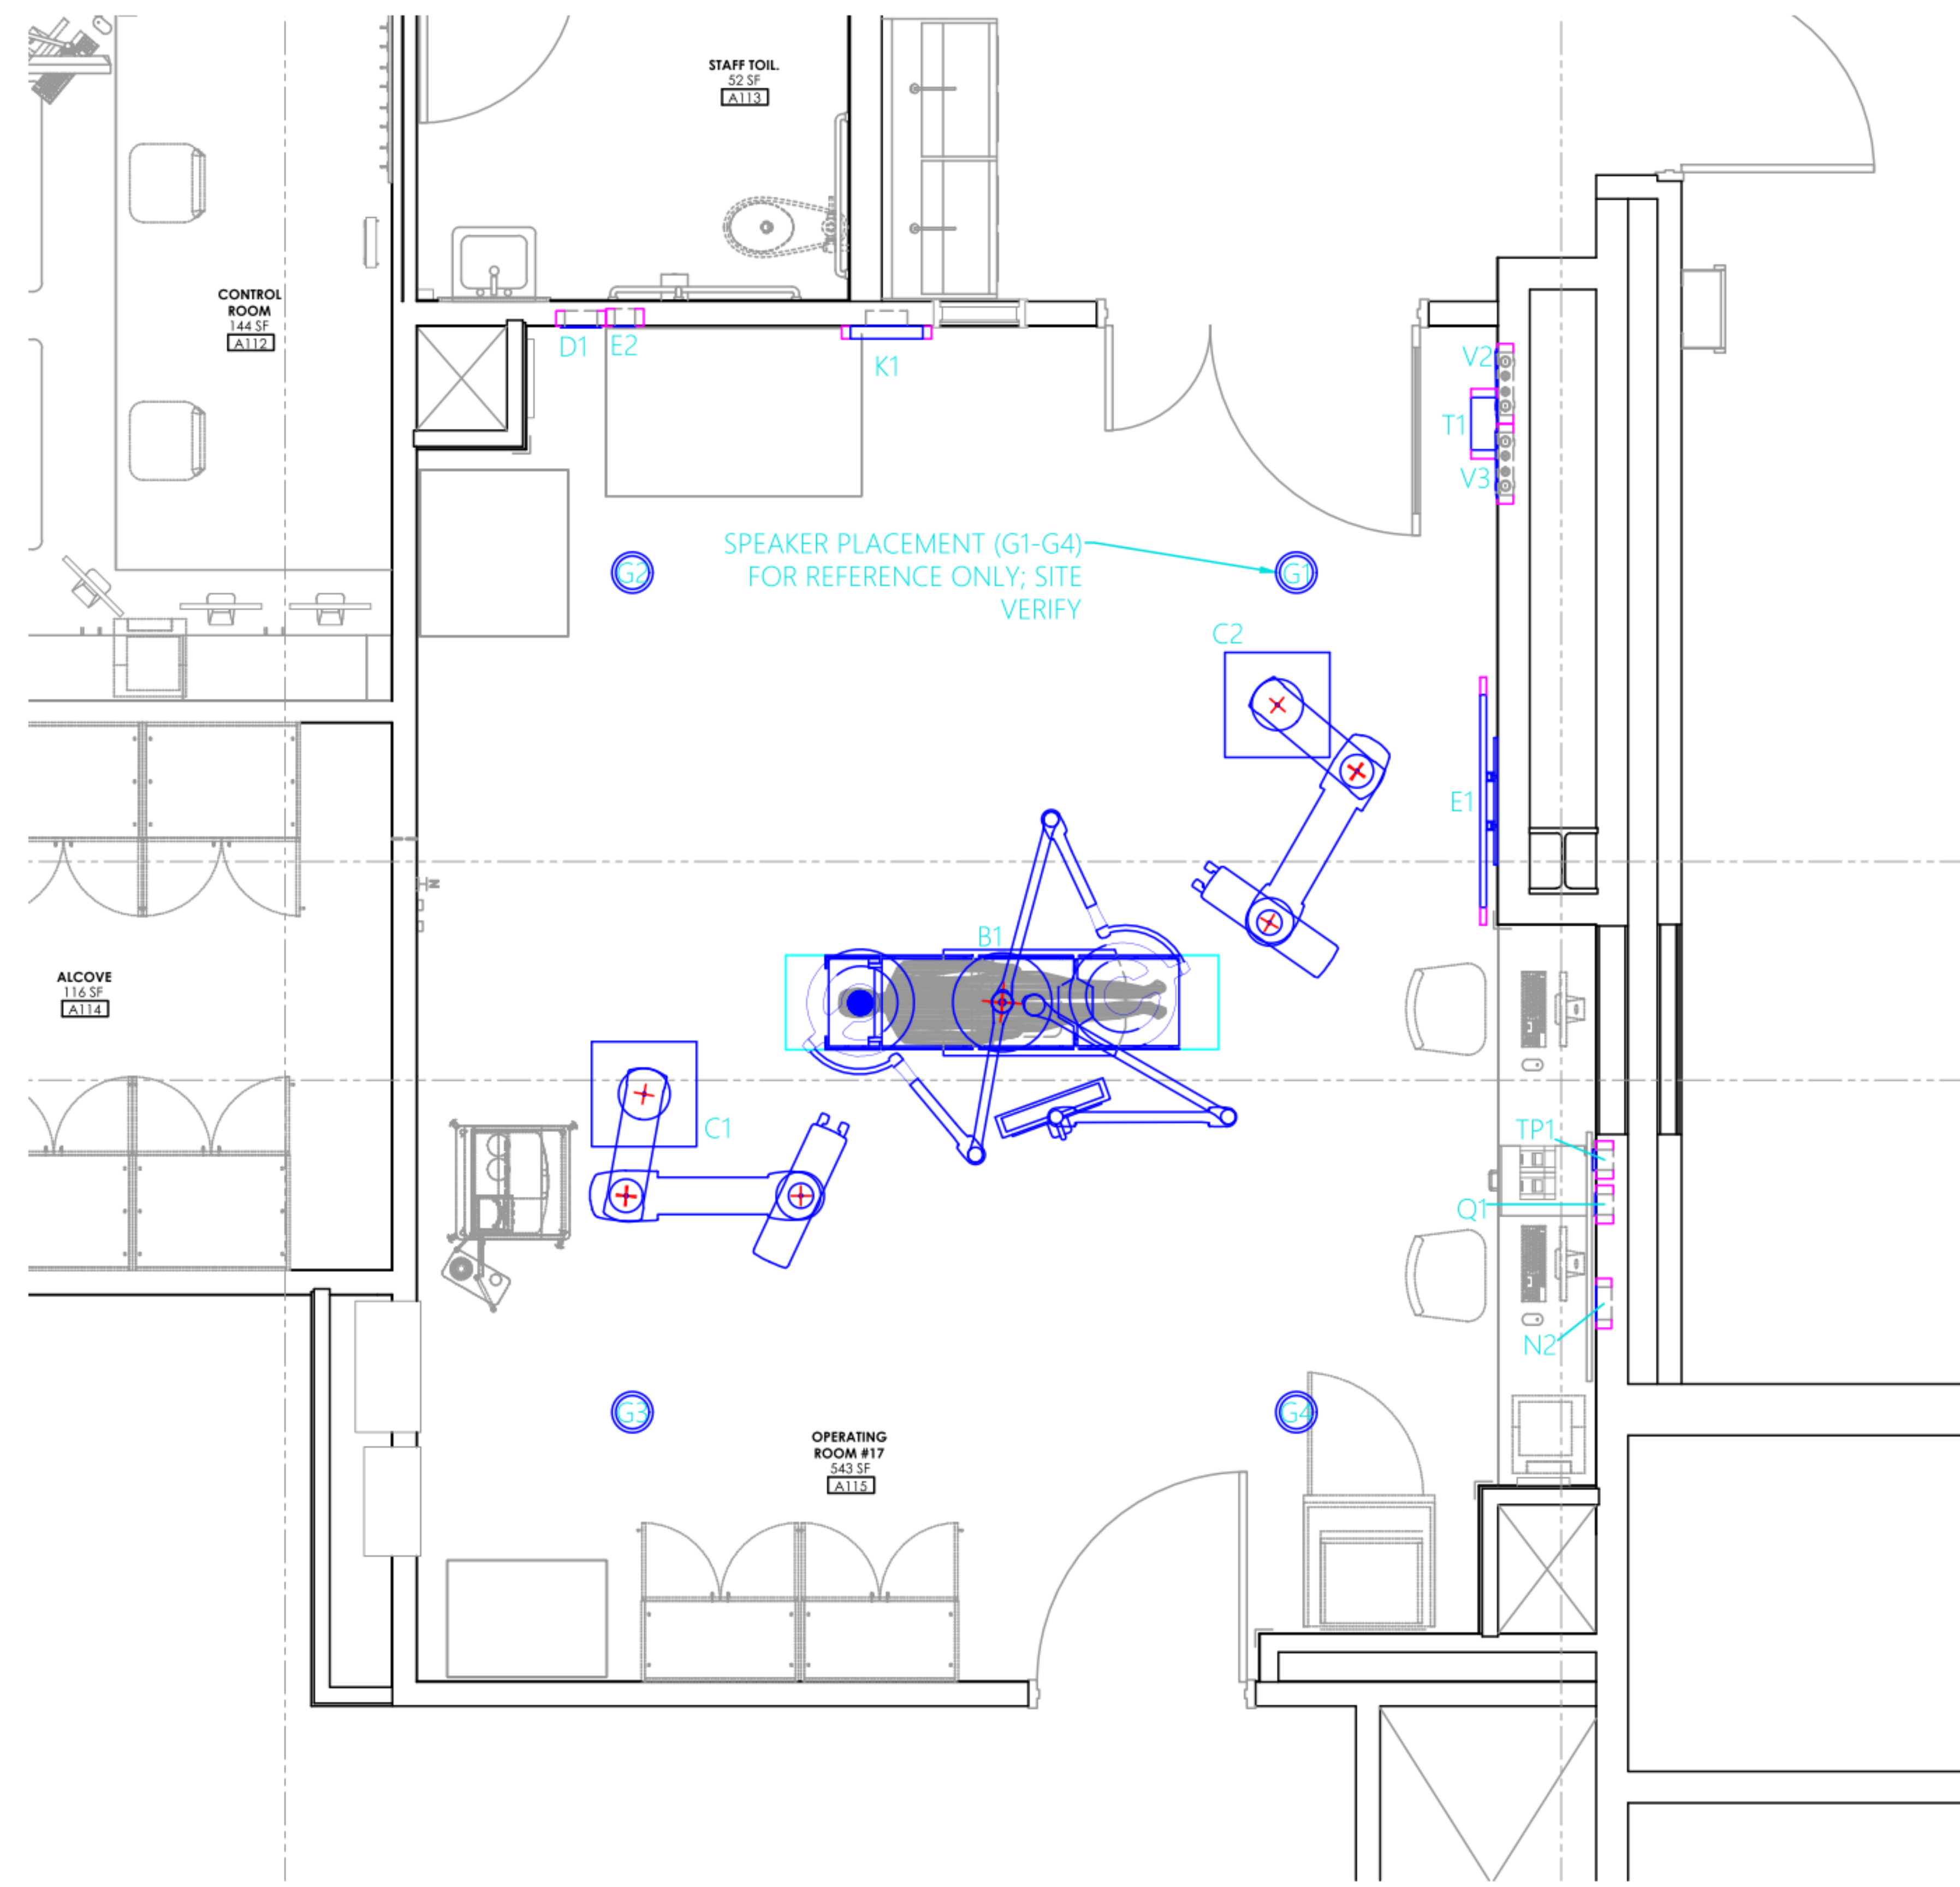 STAFF TOIL.
52 SF
A113
CONTROL
ROOM
144 SF
A112
D1
E2
K1
V2
T1
V3
SPEAKER PLACEMENT (G1-G4)
FOR REFERENCE ONLY; SITE
VERIFY
G2
G1
C2
E1
B1
ALCOVE
116 SF
A114
C1
TP1
Q1
N2
G3
G4
OPERATING
ROOM #17
543 SF
A115